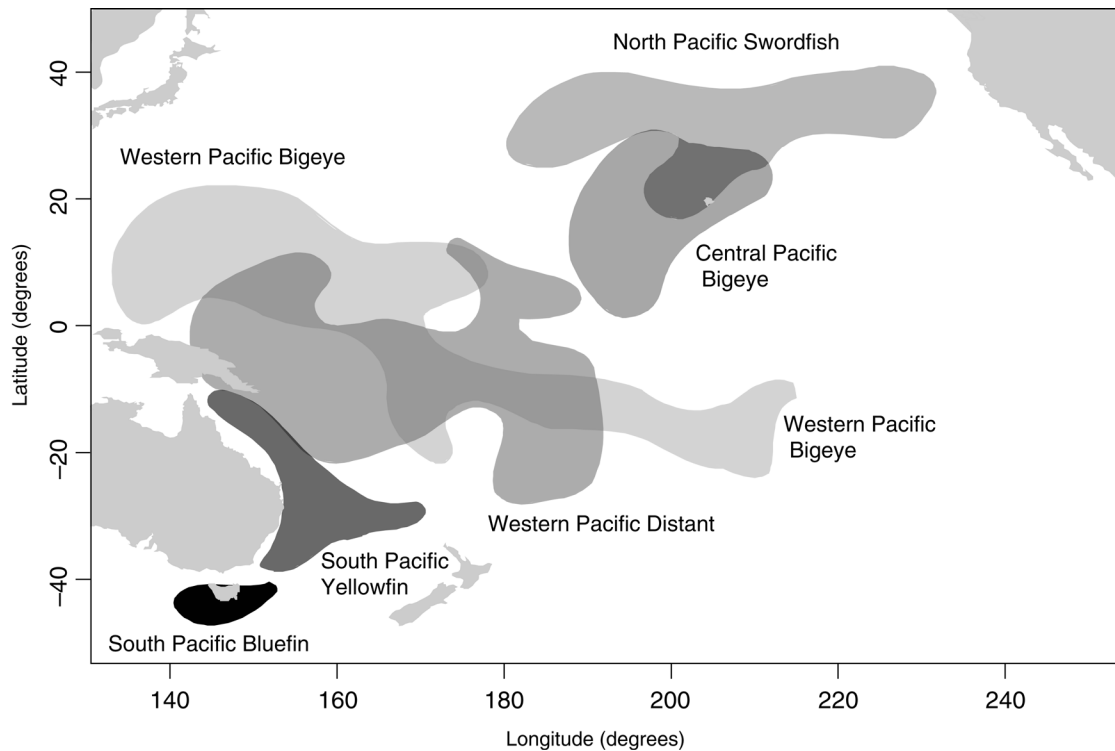 North Pacific Swordfish
Western Pacific Bigeye
Central Pacific
Bigeye
Western Pacific
Bigeye
Western Pacific Distant
South Pacific
Yellowfin
South Pacific Bluefin
Latitude (degrees)
40
20
0
−20
−40
140
160
180
200
220
240
Longitude (degrees)